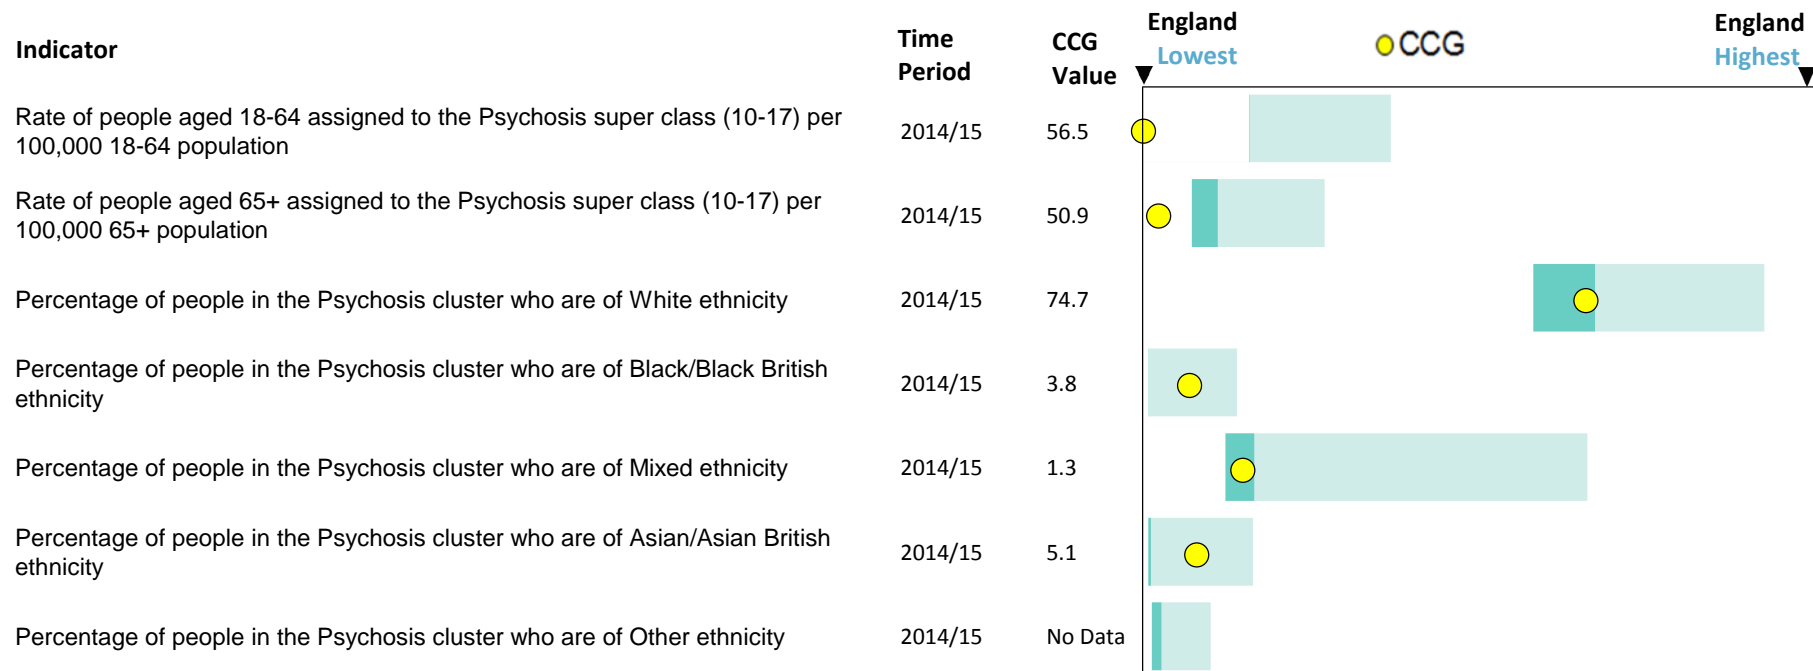 Indicator
Time
Period
CCG
Value
England
Lowest
CCG
England
Highest
Rate of people aged 18-64 assigned to the Psychosis super class (10-17) per
100,000 18-64 population
2014/15
56.5
Rate of people aged 65+ assigned to the Psychosis super class (10-17) per
100,000 65+ population
2014/15
50.9
Percentage of people in the Psychosis cluster who are of White ethnicity
2014/15
74.7
Percentage of people in the Psychosis cluster who are of Black/Black British
ethnicity
2014/15
3.8
Percentage of people in the Psychosis cluster who are of Mixed ethnicity
2014/15
1.3
Percentage of people in the Psychosis cluster who are of Asian/Asian British
ethnicity
2014/15
5.1
Percentage of people in the Psychosis cluster who are of Other ethnicity
2014/15
No Data